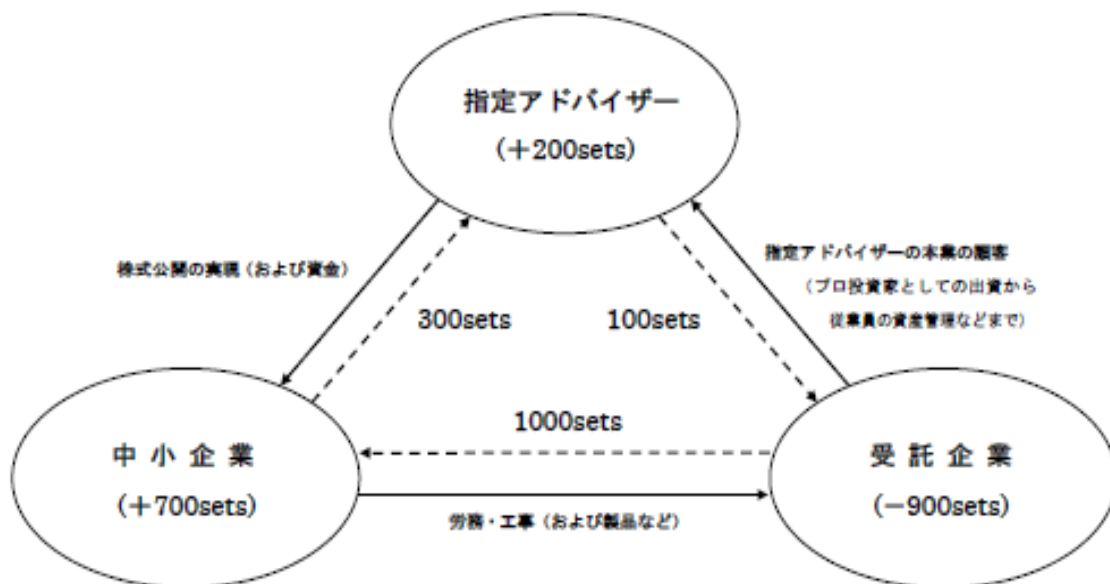 指定アドバイザー
(+200sets)
株式公開の実現(および資金)
指定アドバイザーの本業の顧客
(プロ投資家としての出資から
従業員の資産管理などまで)
300sets
100sets
1000sets
中小企業
(+700sets)
受託企業
(−900sets)
労務・工事(および製品など)